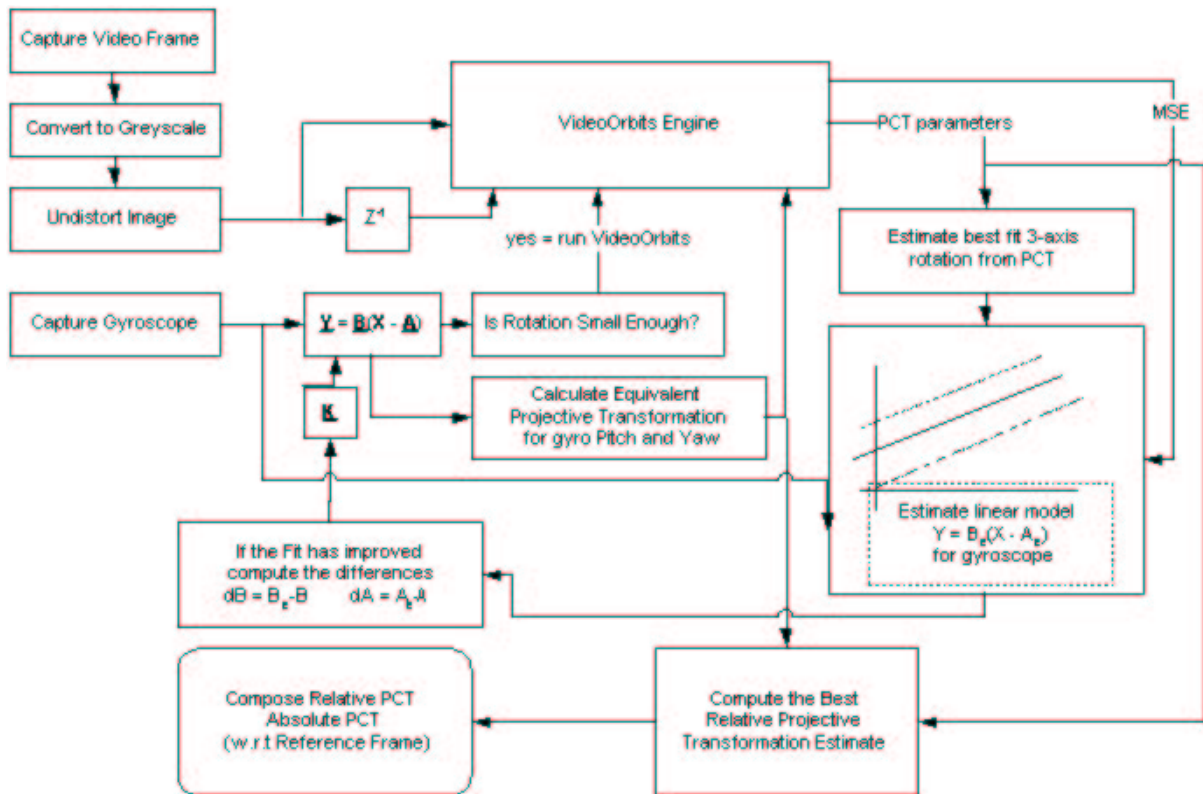 Capture Video Frame
Convert to Greyscale
Undistort Image
Z⁻¹
VideoOrbits Engine
PCT parameters
MSE
yes = run VideoOrbits
Estimate best fit 3-axis
rotation from PCT
Capture Gyroscope
Y = B(X - A)
Is Rotation Small Enough?
K
Calculate Equivalent
Projective Transformation
for gyro Pitch and Yaw
Estimate linear model
Y = Bₑ(X - Aₑ)
for gyroscope
If the Fit has improved
compute the differences
dB = Bₑ-B dA = Aₑ-A
Compose Relative PCT
Absolute PCT
(w.r.t Reference Frame)
Compute the Best
Relative Projective
Transformation Estimate